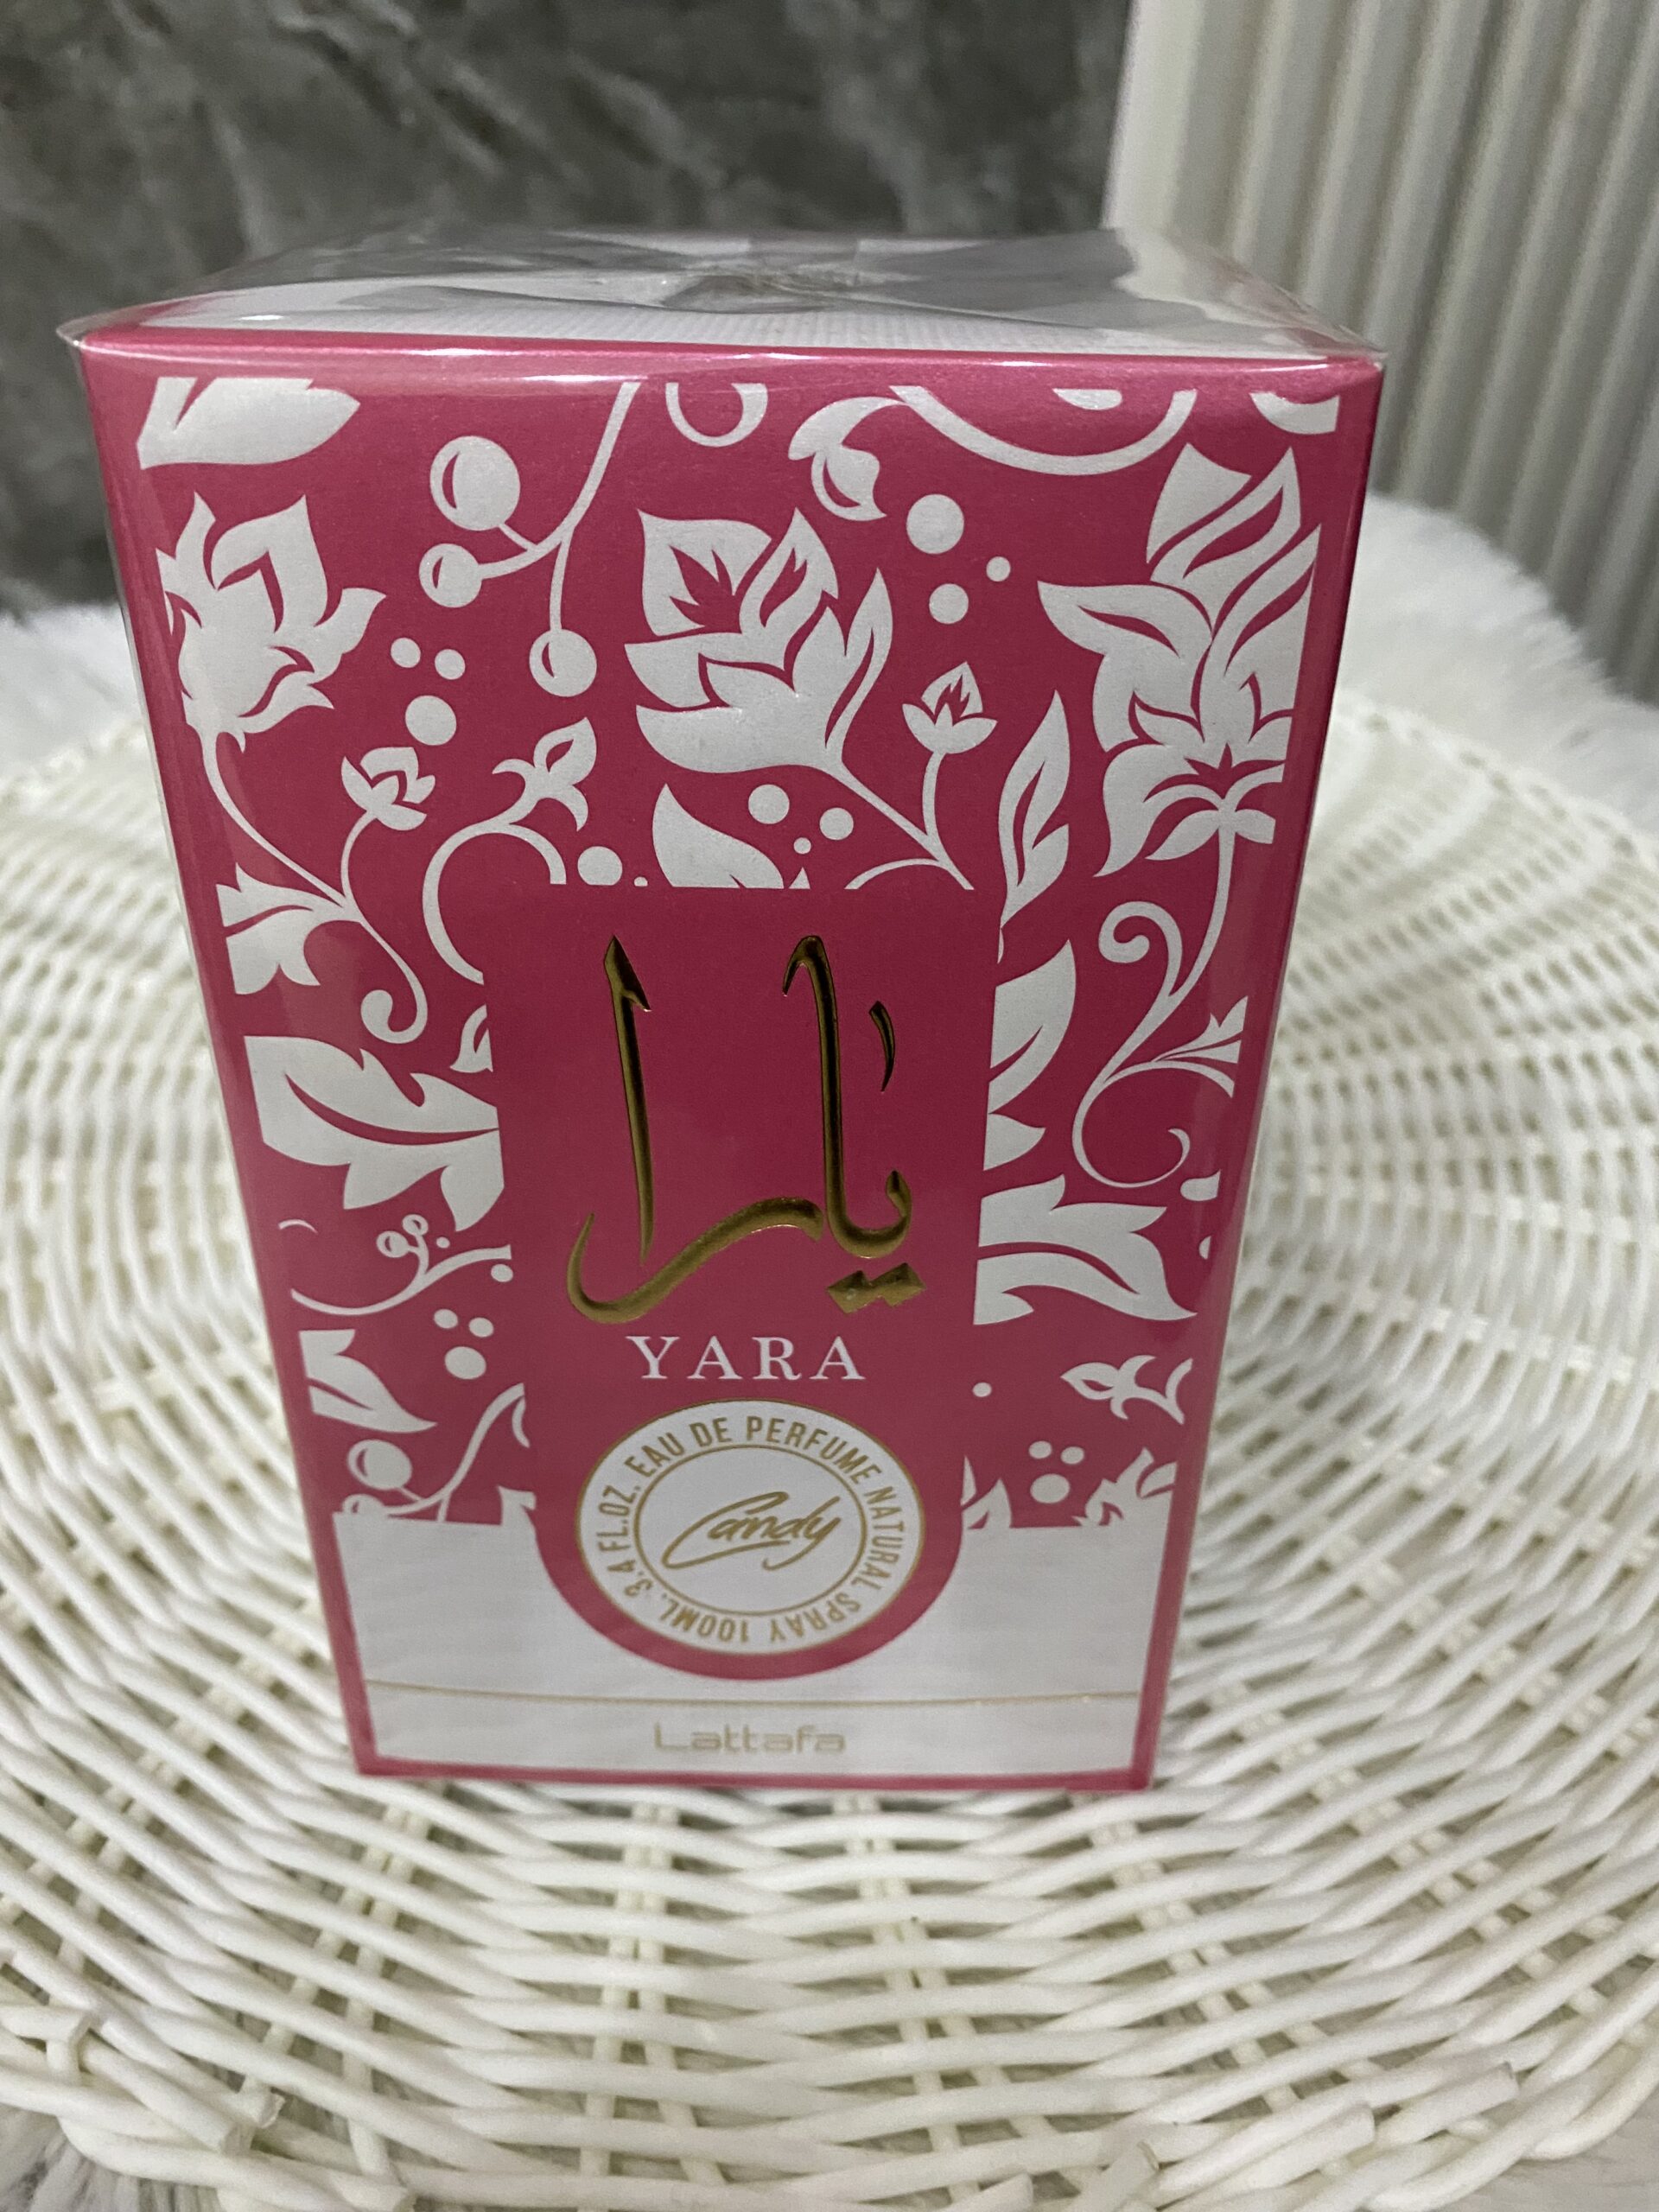 يارا
YARA
EAU DE PERFUME NATURAL SPRAY 100ML. 3.4 FL.OZ.
Candy
Lattafa